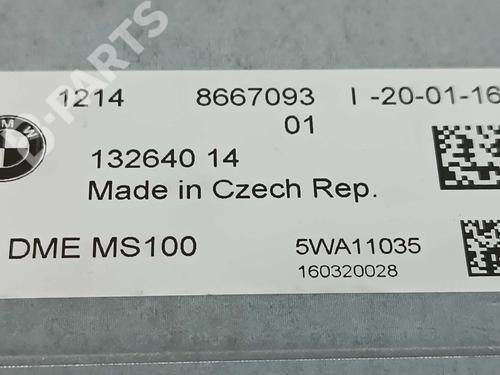 1214 8667093 I -20-01-16
01
132640 14
Made in Czech Rep.
DME MS100 5WA11035
160320028